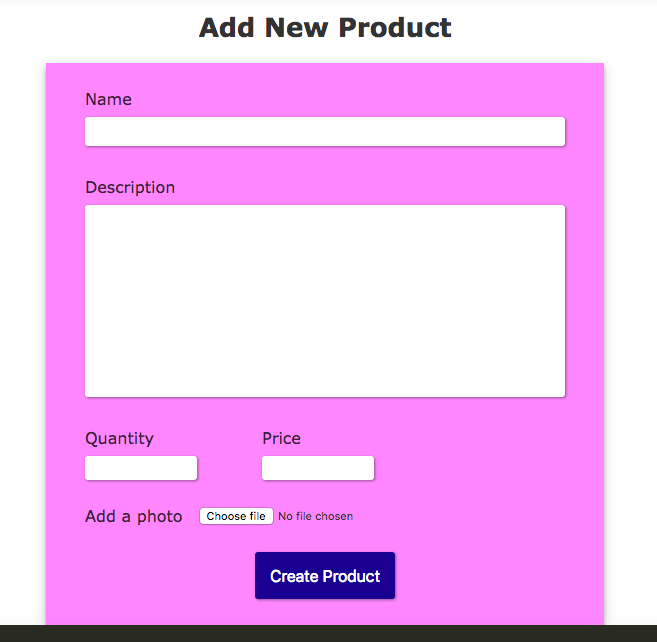 Add New Product
Name
Description
Quantity Price
Add a photo Choose file No file chosen
Create Product